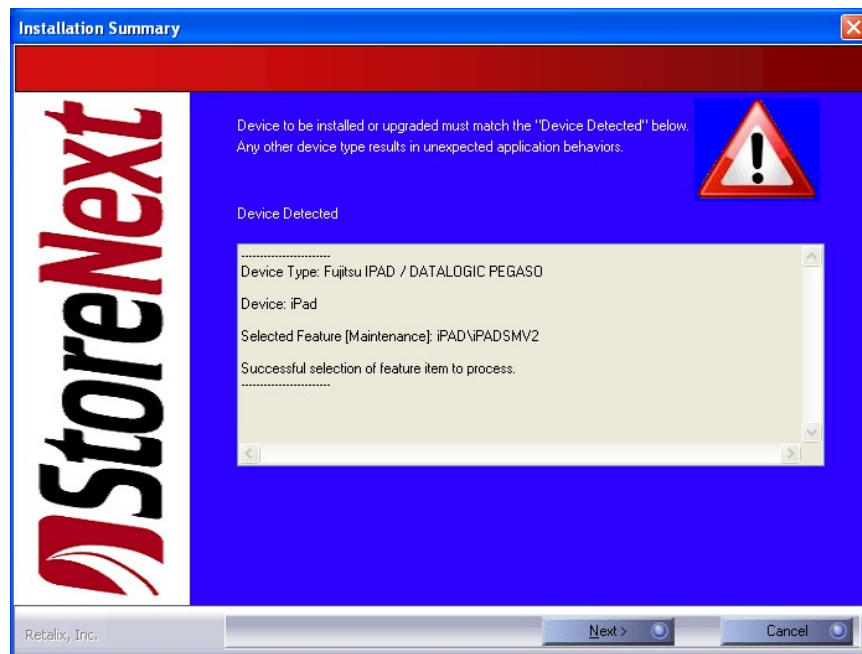 Installation Summary
StoreNext
Device to be installed or upgraded must match the "Device Detected" below.
Any other device type results in unexpected application behaviors.
Device Detected
-----------------------
Device Type: Fujitsu IPAD / DATALOGIC PEGASO
Device: iPad
Selected Feature [Maintenance]: iPAD\iPADSMV2
Successful selection of feature item to process.
-----------------------
Retalix, Inc.
Next >
Cancel